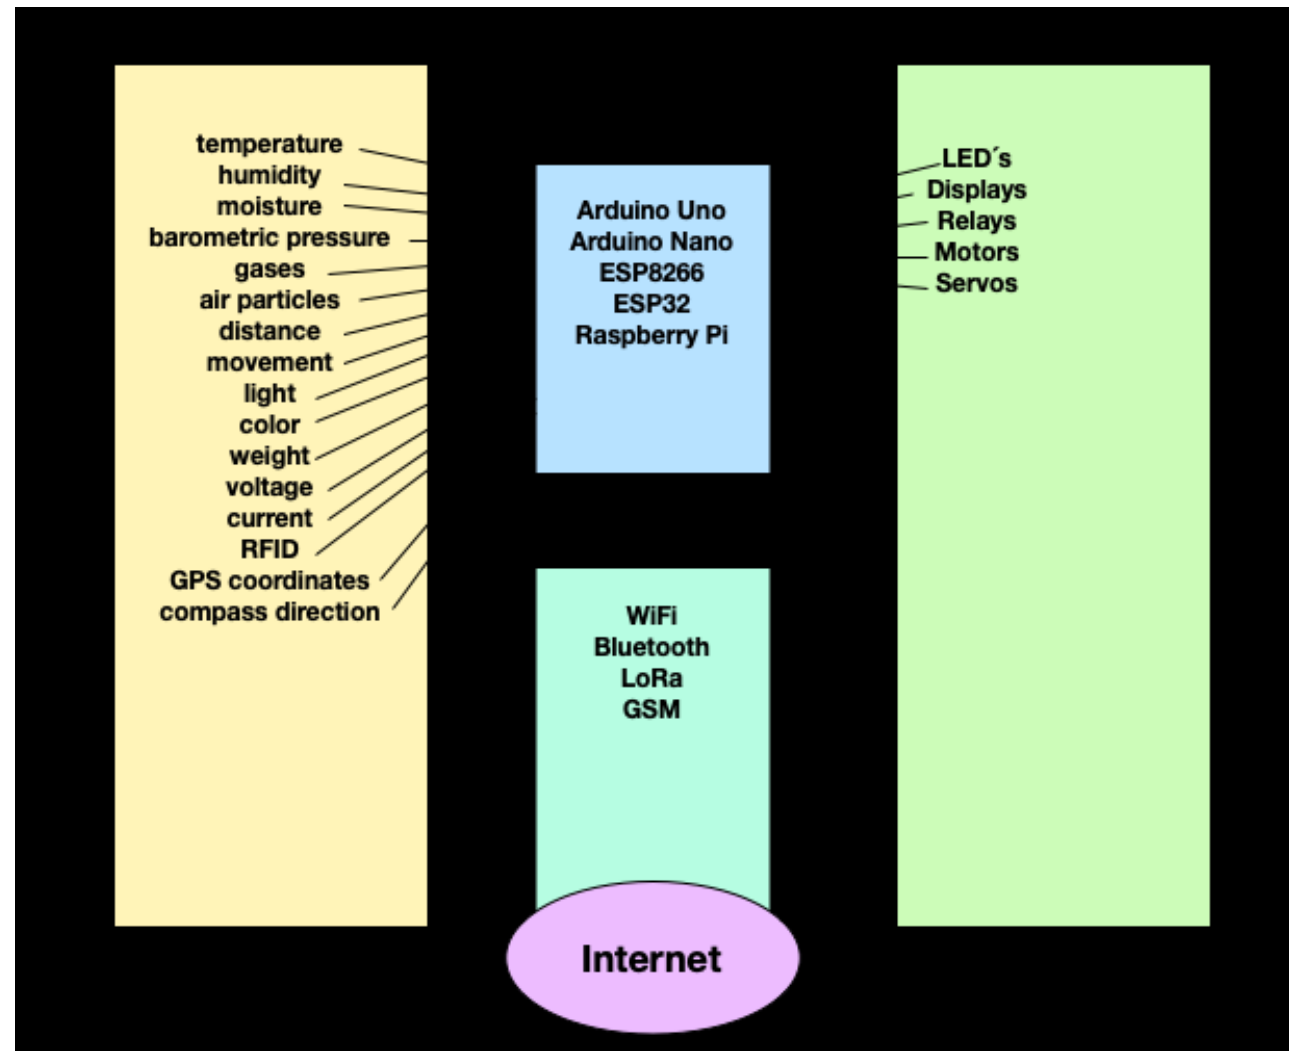 temperature
humidity
moisture
barometric pressure
gases
air particles
distance
movement
light
color
weight
voltage
current
RFID
GPS coordinates
compass direction
Arduino Uno
Arduino Nano
ESP8266
ESP32
Raspberry Pi
WiFi
Bluetooth
LoRa
GSM
Internet
LED´s
Displays
Relays
Motors
Servos